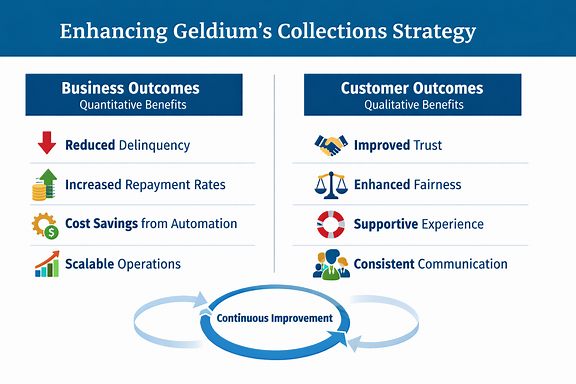 Enhancing Geldium's Collections Strategy
Business Outcomes
Quantitative Benefits
Reduced Delinquency
Increased Repayment Rates
$
Cost Savings from Automation
Scalable Operations
Customer Outcomes
Qualitative Benefits
Improved Trust
Enhanced Fairness
Supportive Experience
Consistent Communication
Continuous Improvement